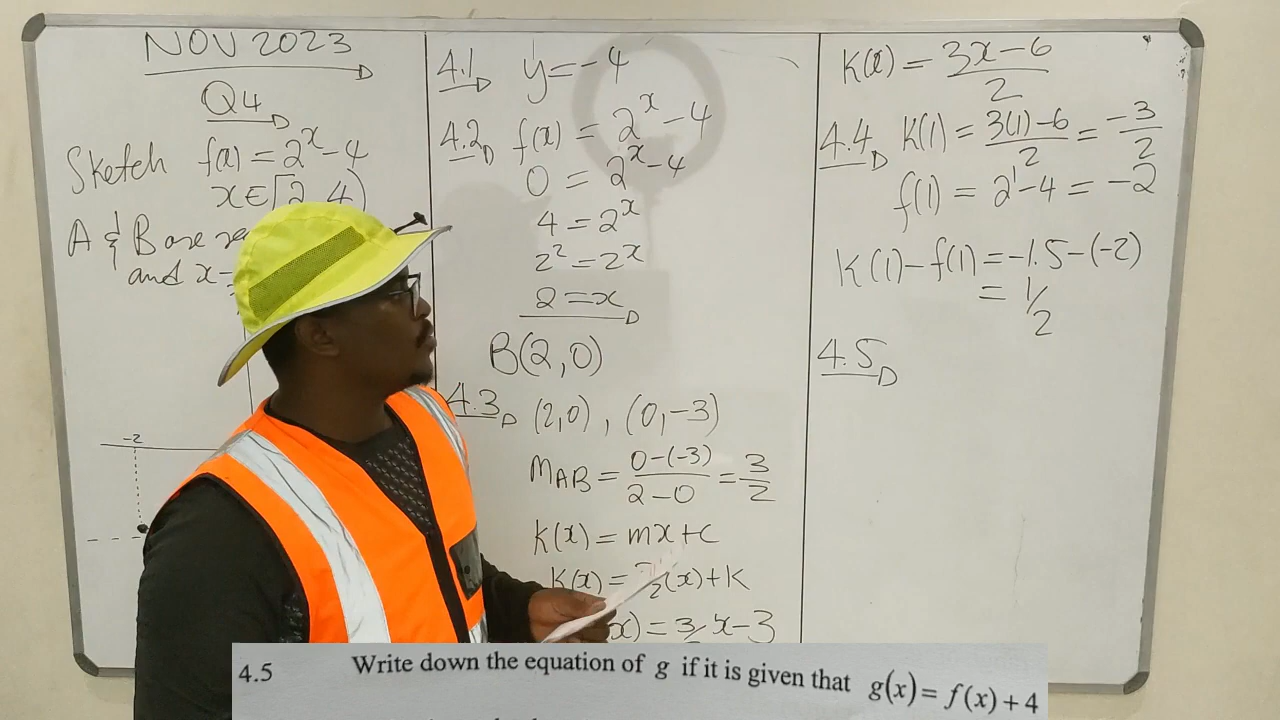 NOV 2023
Q4
Sketch f(x) = 2^x - 4
x ∈ [2, 4)
A & B are
and x =
-2
4.1 y = -4
4.2 f(x) = 2^x - 4
0 = 2^x - 4
4 = 2^x
2^2 = 2^x
2 = x
B(2,0)
4.3 (2,0), (0,-3)
M_AB = 0-(-3)/2-0 = 3/2
K(x) = mx + c
K(x) = 3/2(x) + K
x) = 3/2 x - 3
K(x) = 3x-6/2
4.4 K(1) = 3(1)-6/2 = -3/2
f(1) = 2^1 - 4 = -2
K(1) - f(1) = -1.5 - (-2)
= 1/2
4.5
4.5 Write down the equation of g if it is given that g(x) = f(x) + 4